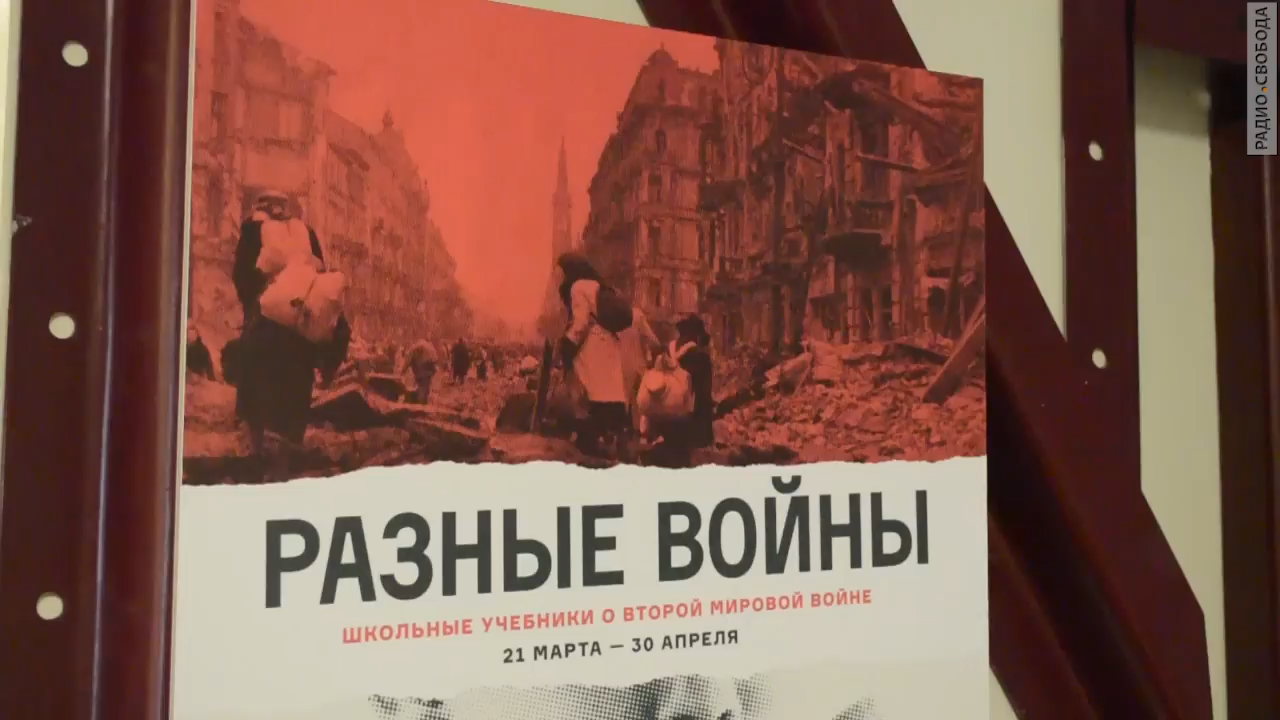 РАДИО СВОБОДА
РАЗНЫЕ ВОЙНЫ
ШКОЛЬНЫЕ УЧЕБНИКИ О ВТОРОЙ МИРОВОЙ ВОЙНЕ
21 МАРТА — 30 АПРЕЛЯ